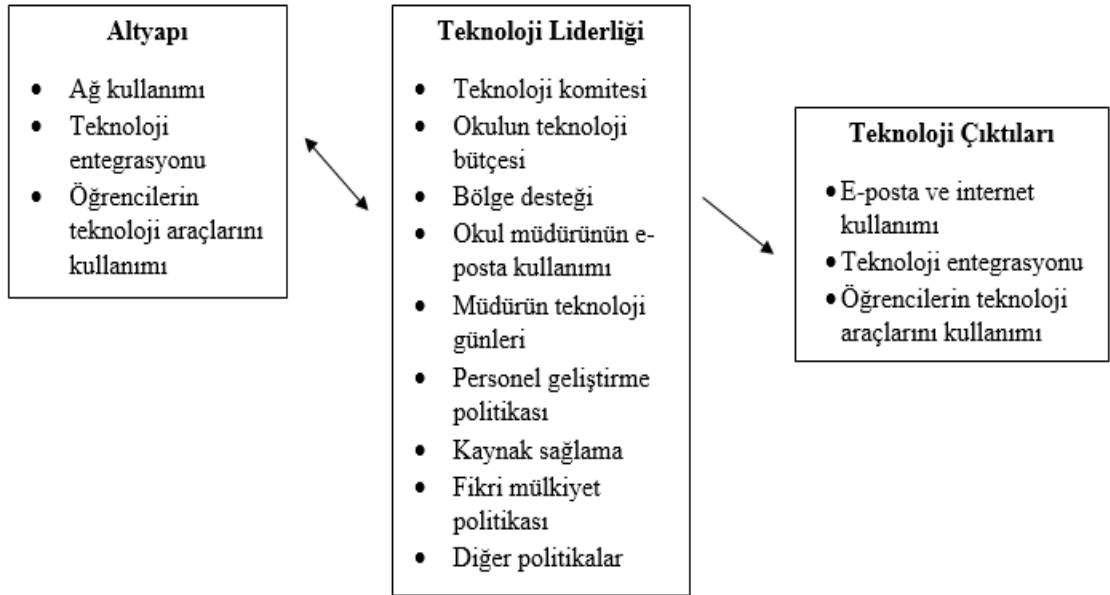 Altyapı
• Ağ kullanımı
• Teknoloji
entegrasyonu
• Öğrencilerin
teknoloji araçlarını
kullanımı
Teknoloji Liderliği
• Teknoloji komitesi
• Okulun teknoloji
bütçesi
• Bölge desteği
• Okul müdürünün e-
posta kullanımı
• Müdürün teknoloji
günleri
• Personel geliştirme
politikası
• Kaynak sağlama
• Fikri mülkiyet
politikası
• Diğer politikalar
Teknoloji Çıktıları
• E-posta ve internet
kullanımı
• Teknoloji entegrasyonu
• Öğrencilerin teknoloji
araçlarını kullanımı